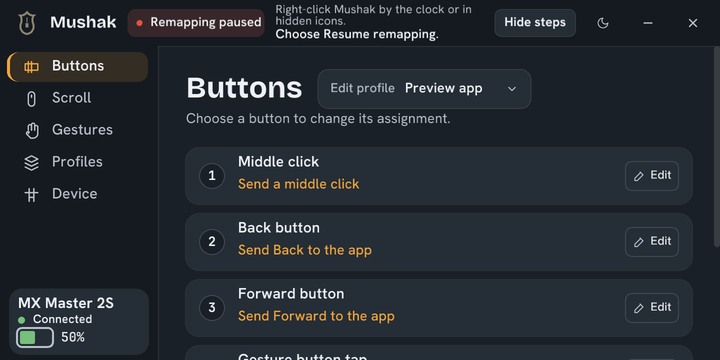 Mushak
Remapping paused
Right-click Mushak by the clock or in
hidden icons.
Choose Resume remapping.
Hide steps
Buttons
Scroll
Gestures
Profiles
Device
MX Master 2S
Connected
50%
Buttons
Edit profile Preview app
Choose a button to change its assignment.
1
Middle click
Send a middle click
Edit
2
Back button
Send Back to the app
Edit
3
Forward button
Send Forward to the app
Edit
Gesture button tap